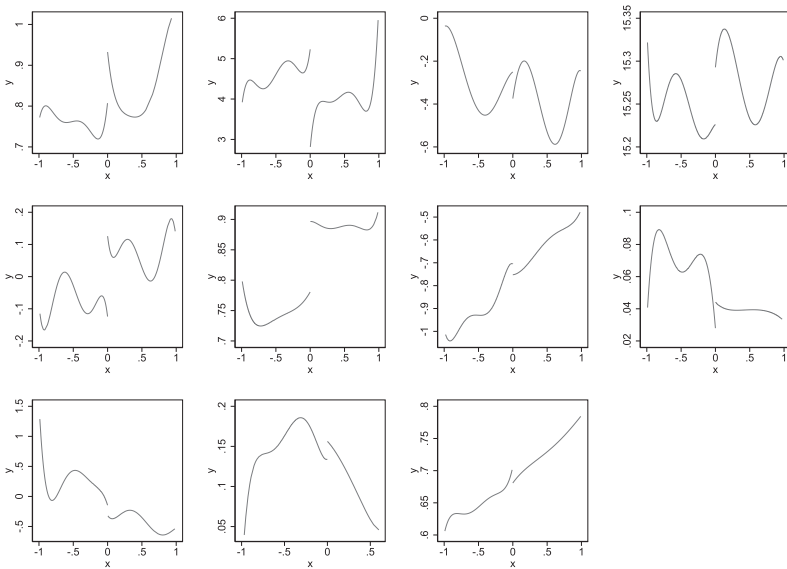 y
.7 .8 .9 1
-1 -.5 0 .5 1
x
y
3 4 5 6
-1 -.5 0 .5 1
x
y
-.6 -.4 -.2 0
-1 -.5 0 .5 1
x
y
15.2 15.25 15.3 15.35
-1 -.5 0 .5 1
x
y
-.2 -.1 0 .1 .2
-1 -.5 0 .5 1
x
y
.7 .75 .8 .85 .9
-1 -.5 0 .5 1
x
y
-1 -.9 -.8 -.7 -.6 -.5
-1 -.5 0 .5 1
x
y
.02 .04 .06 .08 .1
-1 -.5 0 .5 1
x
y
-.5 0 .5 1 1.5
-1 -.5 0 .5 1
x
y
.05 .1 .15 .2
-1 -.5 0 .5
x
y
.6 .65 .7 .75 .8
-1 -.5 0 .5 1
x